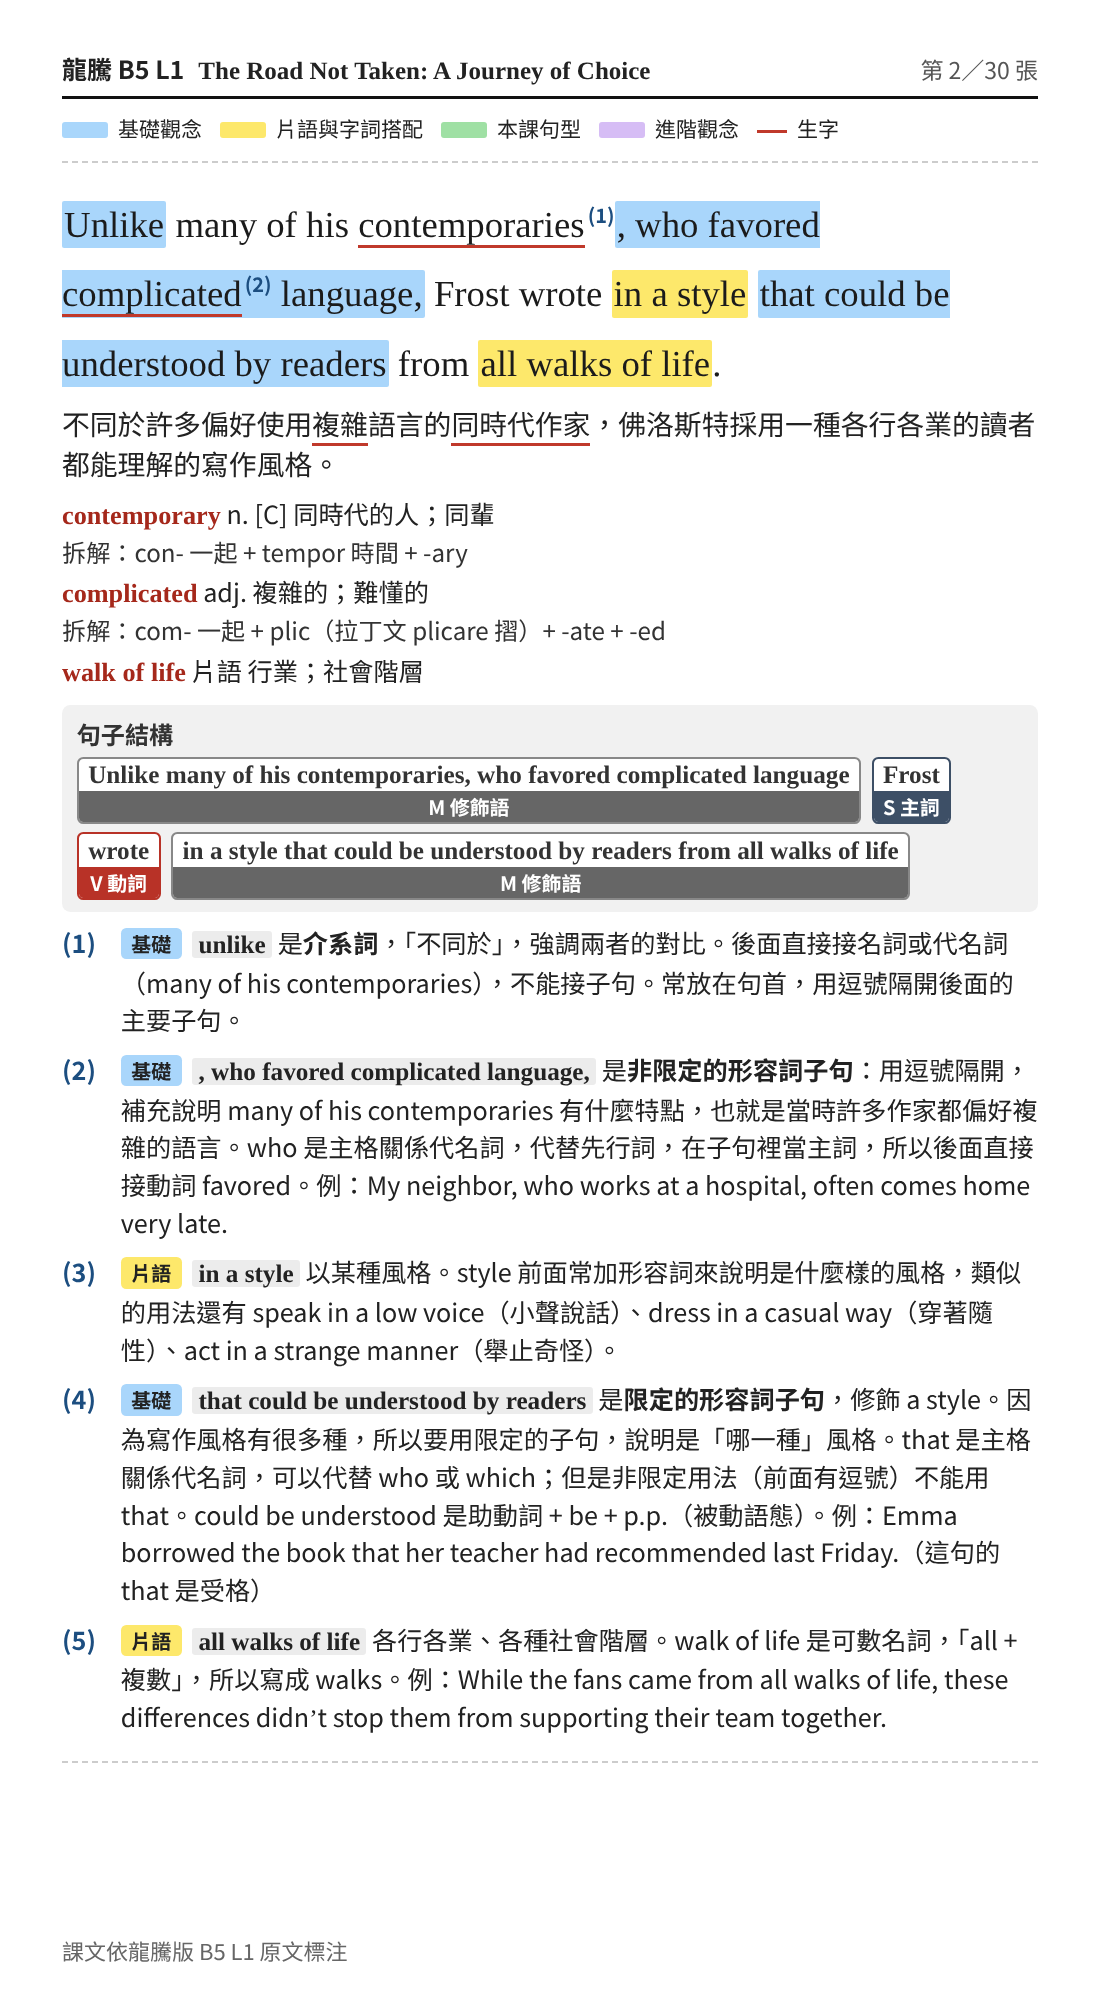 龍騰 B5 L1 The Road Not Taken: A Journey of Choice 第 2／30 張
基礎觀念 片語與字詞搭配 本課句型 進階觀念 生字
Unlike many of his contemporaries(1), who favored
complicated(2) language, Frost wrote in a style that could be
understood by readers from all walks of life.
不同於許多偏好使用複雜語言的同時代作家，佛洛斯特採用一種各行各業的讀者
都能理解的寫作風格。
contemporary n. [C] 同時代的人；同輩
拆解：con- 一起 + tempor 時間 + -ary
complicated adj. 複雜的；難懂的
拆解：com- 一起 + plic（拉丁文 plicare 摺）+ -ate + -ed
walk of life 片語 行業；社會階層
句子結構
Unlike many of his contemporaries, who favored complicated language Frost
M 修飾語 S 主詞
wrote in a style that could be understood by readers from all walks of life
V 動詞 M 修飾語
(1) 基礎 unlike 是介系詞，「不同於」，強調兩者的對比。後面直接接名詞或代名詞
（many of his contemporaries），不能接子句。常放在句首，用逗號隔開後面的
主要子句。
(2) 基礎 , who favored complicated language, 是非限定的形容詞子句：用逗號隔開，
補充說明 many of his contemporaries 有什麼特點，也就是當時許多作家都偏好複
雜的語言。who 是主格關係代名詞，代替先行詞，在子句裡當主詞，所以後面直接
接動詞 favored。例：My neighbor, who works at a hospital, often comes home
very late.
(3) 片語 in a style 以某種風格。style 前面常加形容詞來說明是什麼樣的風格，類似
的用法還有 speak in a low voice（小聲說話）、dress in a casual way（穿著隨
性）、act in a strange manner（舉止奇怪）。
(4) 基礎 that could be understood by readers 是限定的形容詞子句，修飾 a style。因
為寫作風格有很多種，所以要用限定的子句，說明是「哪一種」風格。that 是主格
關係代名詞，可以代替 who 或 which；但是非限定用法（前面有逗號）不能用
that。could be understood 是助動詞 + be + p.p.（被動語態）。例：Emma
borrowed the book that her teacher had recommended last Friday.（這句的
that 是受格）
(5) 片語 all walks of life 各行各業、各種社會階層。walk of life 是可數名詞，「all +
複數」，所以寫成 walks。例：While the fans came from all walks of life, these
differences didn’t stop them from supporting their team together.
課文依龍騰版 B5 L1 原文標注